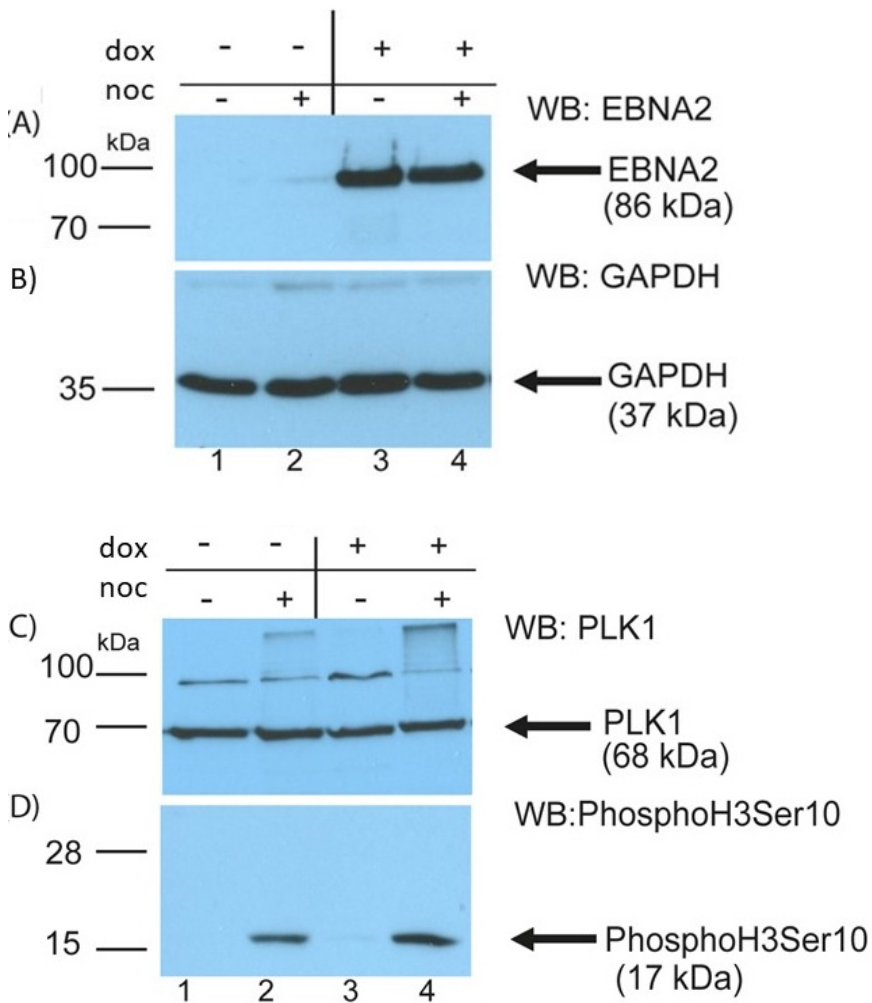 dox - - + +
noc - + - +
WB: EBNA2
(A)
kDa
100
EBNA2
(86 kDa)
70
B)
WB: GAPDH
35
GAPDH
(37 kDa)
1 2 3 4
dox - - + +
noc - + - +
C)
WB: PLK1
kDa
100
70
PLK1
(68 kDa)
D)
WB:PhosphoH3Ser10
28
15
PhosphoH3Ser10
(17 kDa)
1 2 3 4